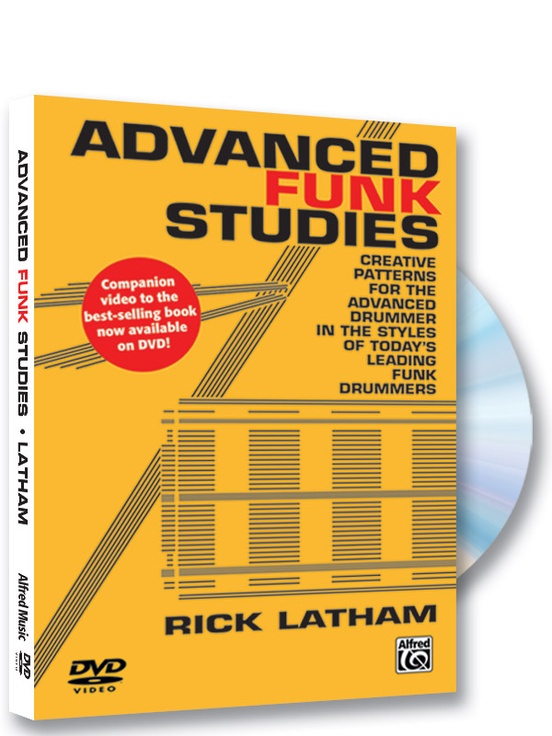 ADVANCED FUNK STUDIES • LATHAM
Alfred Music
DVD
VIDEO
ADVANCED
FUNK
STUDIES
CREATIVE
PATTERNS
FOR THE
ADVANCED
DRUMMER
IN THE STYLES
OF TODAY'S
LEADING
FUNK
DRUMMERS
Companion
video to the
best-selling book
now available
on DVD!
RICK LATHAM
DVD
VIDEO
Alfred